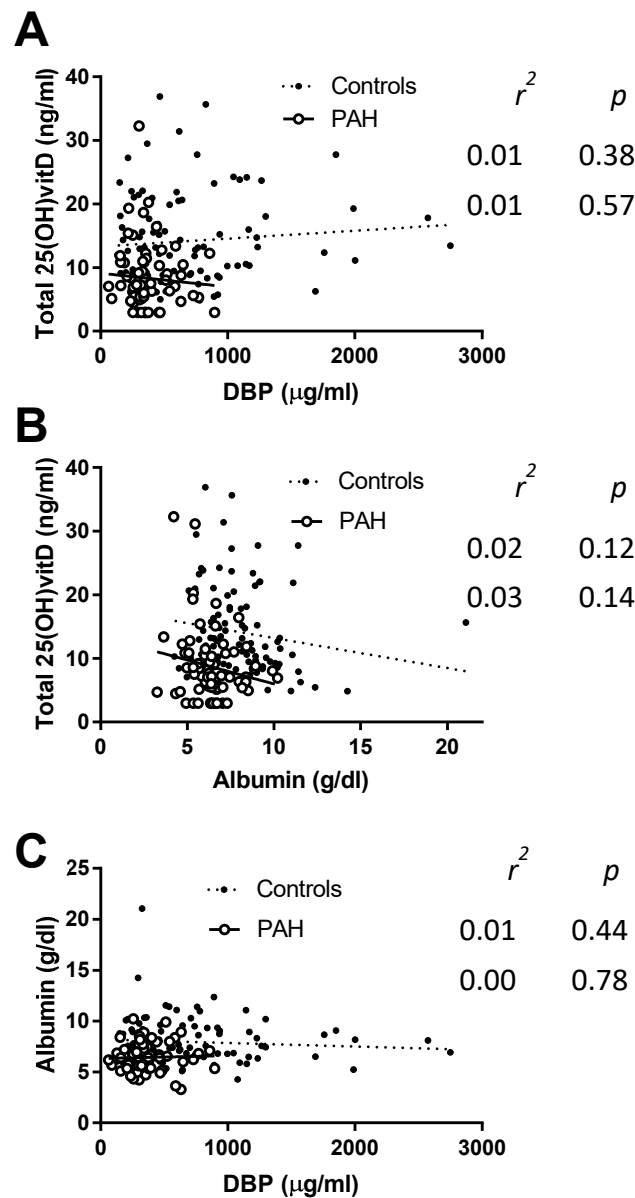 A
Total 25(OH)vitD (ng/ml)
40
30
20
10
0
0 1000 2000 3000
DBP (μg/ml)
Controls
PAH
r2 p
0.01 0.38
0.01 0.57
B
Total 25(OH)vitD (ng/ml)
40
30
20
10
0
0 5 10 15 20
Albumin (g/dl)
Controls
PAH
r2 p
0.02 0.12
0.03 0.14
C
Albumin (g/dl)
25
20
15
10
5
0
0 1000 2000 3000
DBP (μg/ml)
Controls
PAH
r2 p
0.01 0.44
0.00 0.78